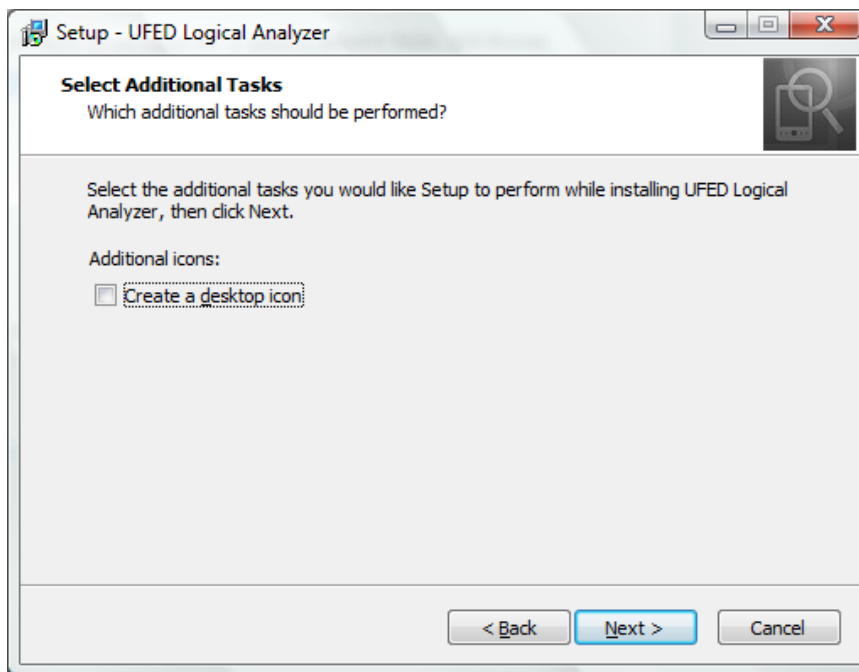 Setup - UFED Logical Analyzer
Select Additional Tasks
Which additional tasks should be performed?
Select the additional tasks you would like Setup to perform while installing UFED Logical
Analyzer, then click Next.
Additional icons:
Create a desktop icon
< Back Next > Cancel